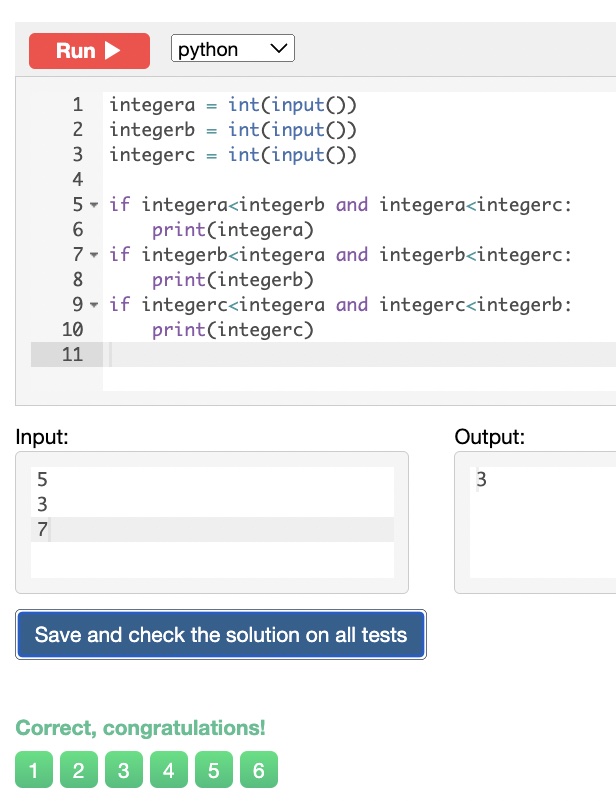 Run
python
1 integera = int(input())
2 integerb = int(input())
3 integerc = int(input())
4
5 if integera<integerb and integera<integerc:
6     print(integera)
7 if integerb<integera and integerb<integerc:
8     print(integerb)
9 if integerc<integera and integerc<integerb:
10     print(integerc)
11
Input: Output:
5 3
3
7
Save and check the solution on all tests
Correct, congratulations!
1 2 3 4 5 6